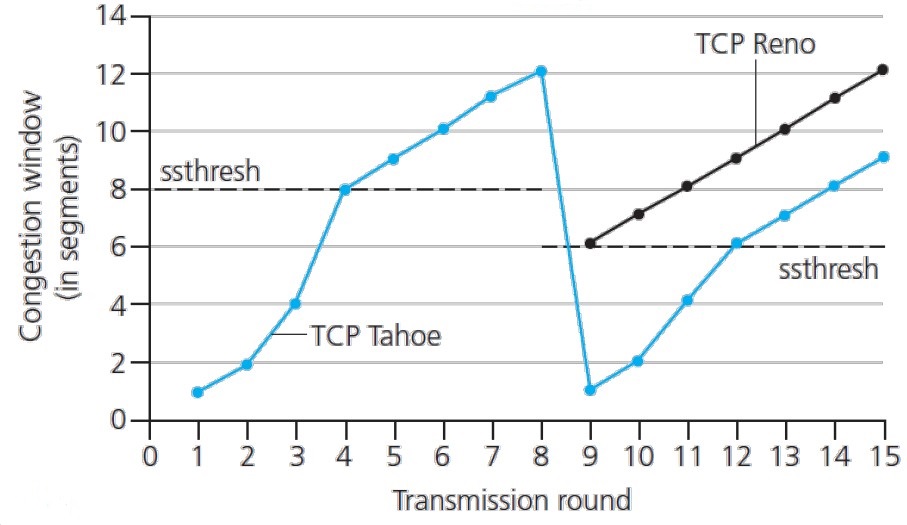 14
TCP Reno
12
10
ssthresh
8
6
ssthresh
4
TCP Tahoe
2
0
Congestion window
(in segments)
0 1 2 3 4 5 6 7 8 9 10 11 12 13 14 15
Transmission round